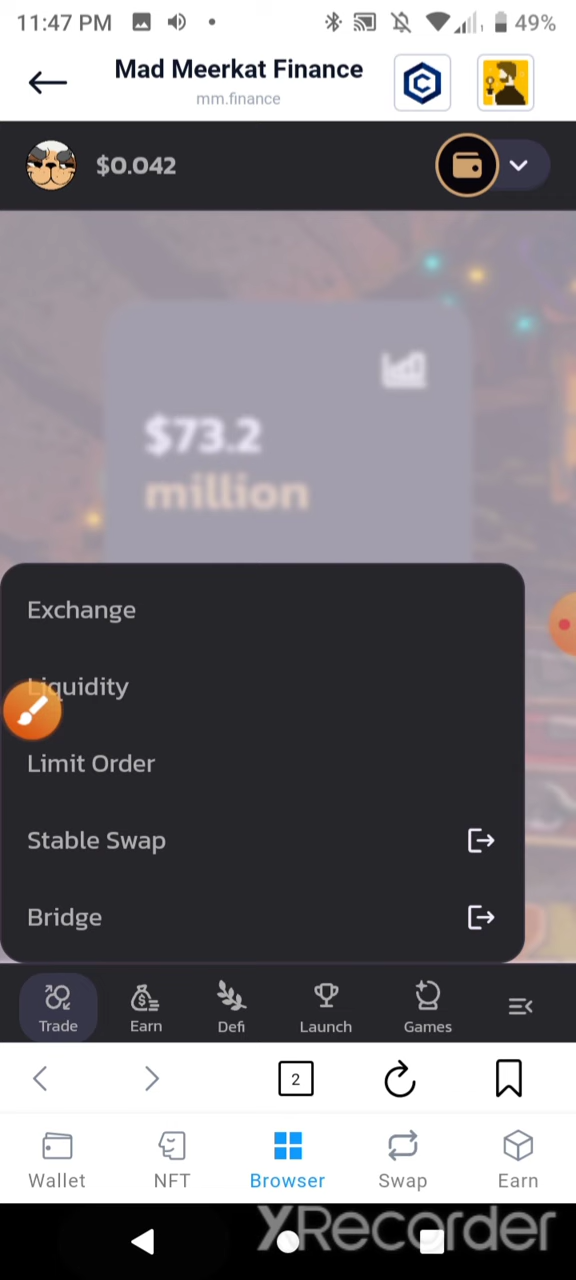 11:47 PM
49%
Mad Meerkat Finance
mm.finance
$0.042
$73.2
million
Exchange
Liquidity
Limit Order
Stable Swap
Bridge
Trade
Earn
Defi
Launch
Games
2
Wallet
NFT
Browser
Swap
Earn
XRecorder